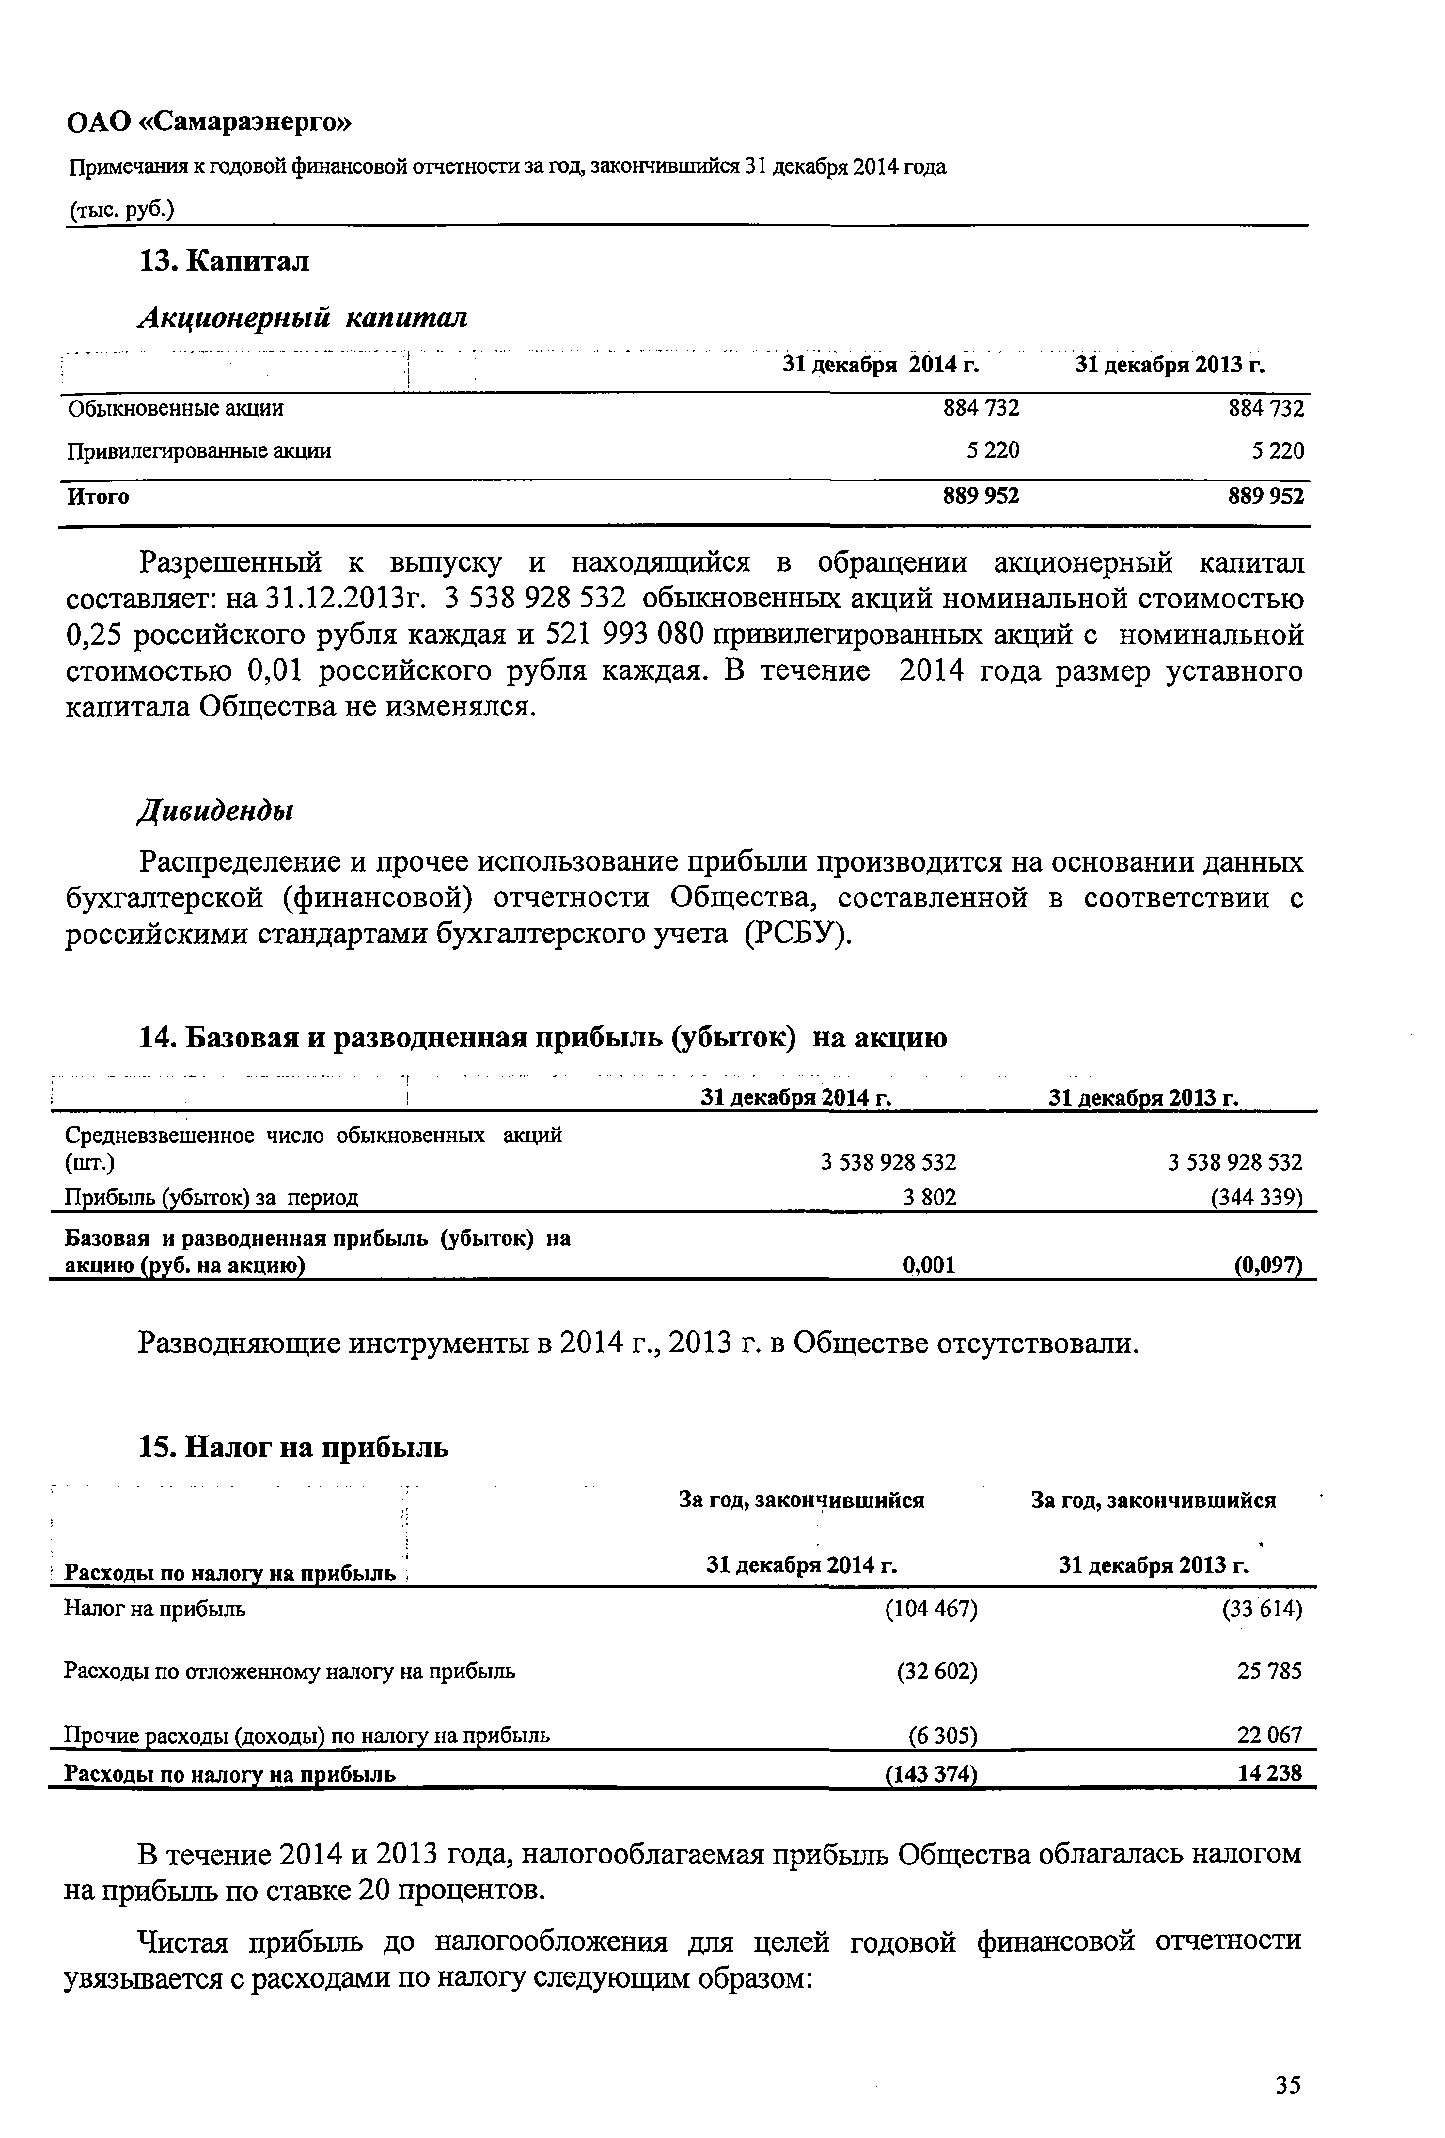 ОАО «Самараэнерго»
Примечания к годовой финансовой отчетности за год, закончившийся 31 декабря 2014 года
(тыс. руб.)
13. Капитал
Акционерный капитал
31 декабря 2014 г. 31 декабря 2013 г.
Обыкновенные акции 884 732 884 732
Привилегированные акции 5 220 5 220
Итого 889 952 889 952
Разрешенный к выпуску и находящийся в обращении акционерный капитал
составляет: на 31.12.2013г. 3 538 928 532 обыкновенных акций номинальной стоимостью
0,25 российского рубля каждая и 521 993 080 привилегированных акций с номинальной
стоимостью 0,01 российского рубля каждая. В течение 2014 года размер уставного
капитала Общества не изменялся.
Дивиденды
Распределение и прочее использование прибыли производится на основании данных
бухгалтерской (финансовой) отчетности Общества, составленной в соответствии с
российскими стандартами бухгалтерского учета (РСБУ).
14. Базовая и разводненная прибыль (убыток) на акцию
31 декабря 2014 г. 31 декабря 2013 г.
Средневзвешенное число обыкновенных акций
(шт.) 3 538 928 532 3 538 928 532
Прибыль (убыток) за период 3 802 (344 339)
Базовая и разводненная прибыль (убыток) на
акцию (руб. на акцию) 0,001 (0,097)
Разводняющие инструменты в 2014 г., 2013 г. в Обществе отсутствовали.
15. Налог на прибыль
За год, закончившийся За год, закончившийся
Расходы по налогу на прибыль 31 декабря 2014 г. 31 декабря 2013 г.
Налог на прибыль (104 467) (33 614)
Расходы по отложенному налогу на прибыль (32 602) 25 785
Прочие расходы (доходы) по налогу на прибыль (6 305) 22 067
Расходы по налогу на прибыль (143 374) 14 238
В течение 2014 и 2013 года, налогооблагаемая прибыль Общества облагалась налогом
на прибыль по ставке 20 процентов.
Чистая прибыль до налогообложения для целей годовой финансовой отчетности
увязывается с расходами по налогу следующим образом:
35